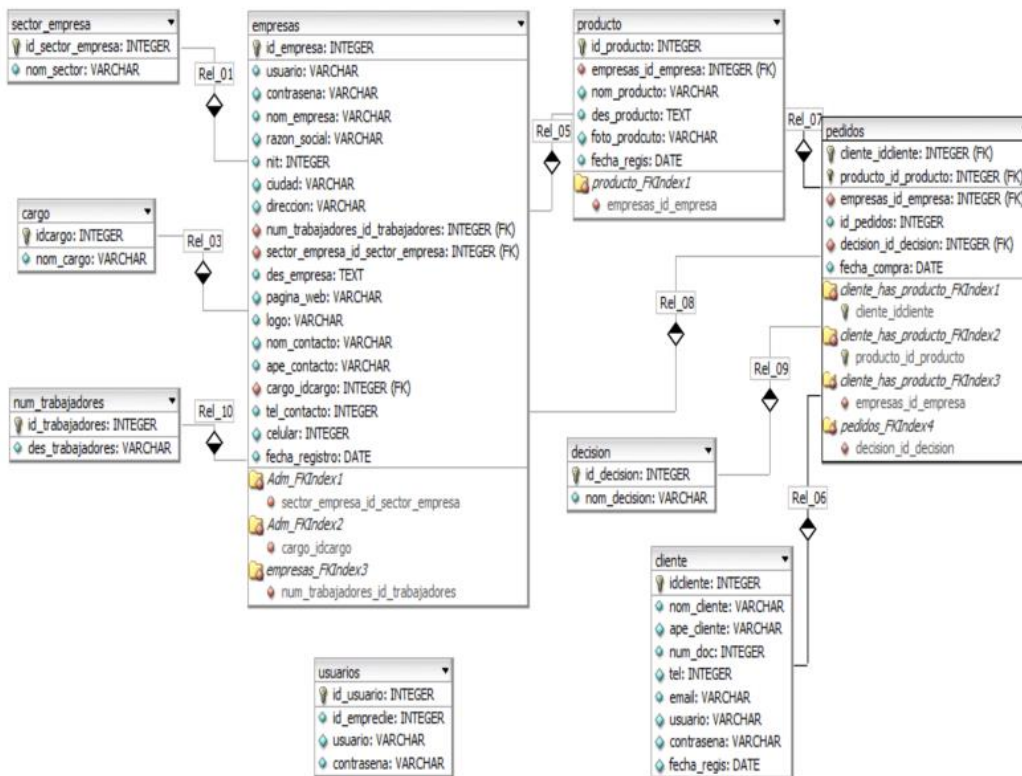 sector_empresa
id_sector_empresa: INTEGER
nom_sector: VARCHAR
Rel_01
cargo
idcargo: INTEGER
nom_cargo: VARCHAR
Rel_03
num_trabajadores
id_trabajadores: INTEGER
des_trabajadores: VARCHAR
Rel_10
empresas
id_empresa: INTEGER
usuario: VARCHAR
contrasena: VARCHAR
nom_empresa: VARCHAR
razon_social: VARCHAR
nit: INTEGER
ciudad: VARCHAR
direccion: VARCHAR
num_trabajadores_id_trabajadores: INTEGER (FK)
sector_empresa_id_sector_empresa: INTEGER (FK)
des_empresa: TEXT
pagina_web: VARCHAR
logo: VARCHAR
nom_contacto: VARCHAR
ape_contacto: VARCHAR
cargo_idcargo: INTEGER (FK)
tel_contacto: INTEGER
celular: INTEGER
fecha_registro: DATE
Adm_FKIndex1
sector_empresa_id_sector_empresa
Adm_FKIndex2
cargo_idcargo
empresas_FKIndex3
num_trabajadores_id_trabajadores
Rel_05
producto
id_producto: INTEGER
empresas_id_empresa: INTEGER (FK)
nom_producto: VARCHAR
des_producto: TEXT
foto_prodcuto: VARCHAR
fecha_regis: DATE
producto_FKIndex1
empresas_id_empresa
Rel_07
pedidos
cliente_idcliente: INTEGER (FK)
producto_id_producto: INTEGER (FK)
empresas_id_empresa: INTEGER (FK)
id_pedidos: INTEGER
decision_id_decision: INTEGER (FK)
fecha_compra: DATE
cliente_has_producto_FKIndex1
cliente_idcliente
cliente_has_producto_FKIndex2
producto_id_producto
cliente_has_producto_FKIndex3
empresas_id_empresa
pedidos_FKIndex4
decision_id_decision
Rel_08
Rel_09
decision
id_decision: INTEGER
nom_decision: VARCHAR
Rel_06
cliente
idcliente: INTEGER
nom_cliente: VARCHAR
ape_cliente: VARCHAR
num_doc: INTEGER
tel: INTEGER
email: VARCHAR
usuario: VARCHAR
contrasena: VARCHAR
fecha_regis: DATE
usuarios
id_usuario: INTEGER
id_empreclie: INTEGER
usuario: VARCHAR
contrasena: VARCHAR